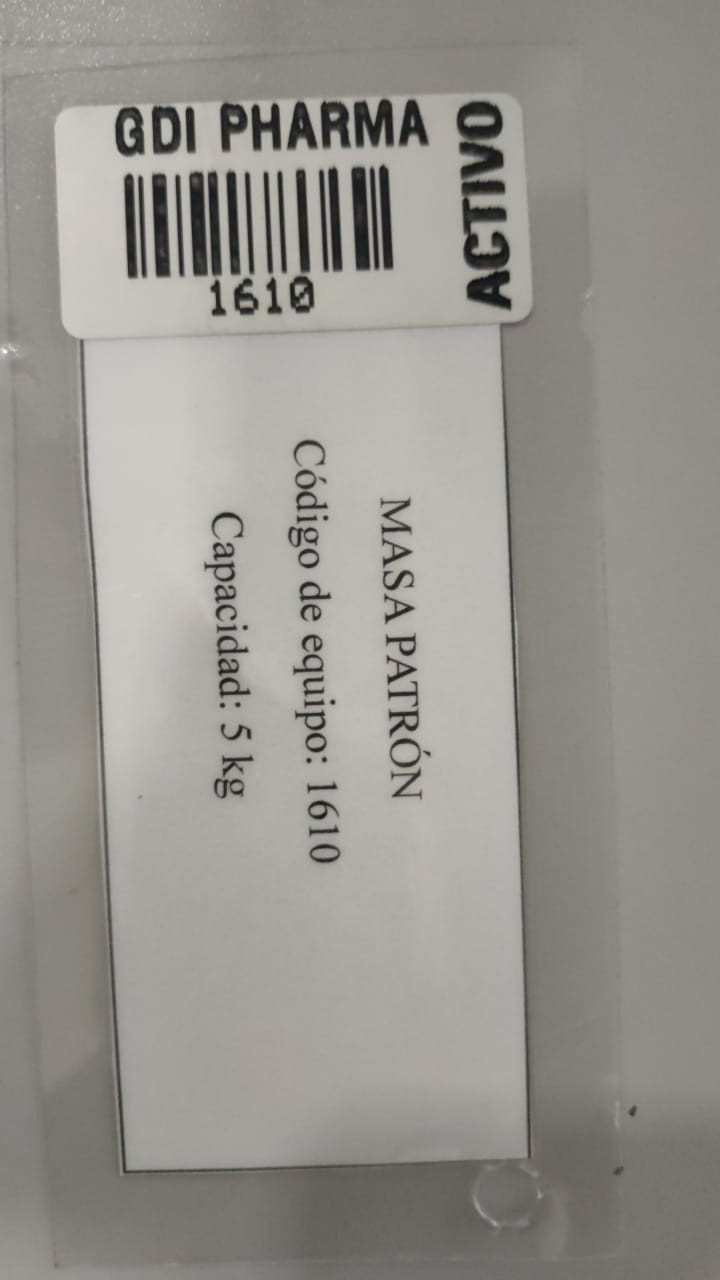 GDI PHARMA
1610
ACTIVO
MASA PATRÓN
Código de equipo: 1610
Capacidad: 5 kg